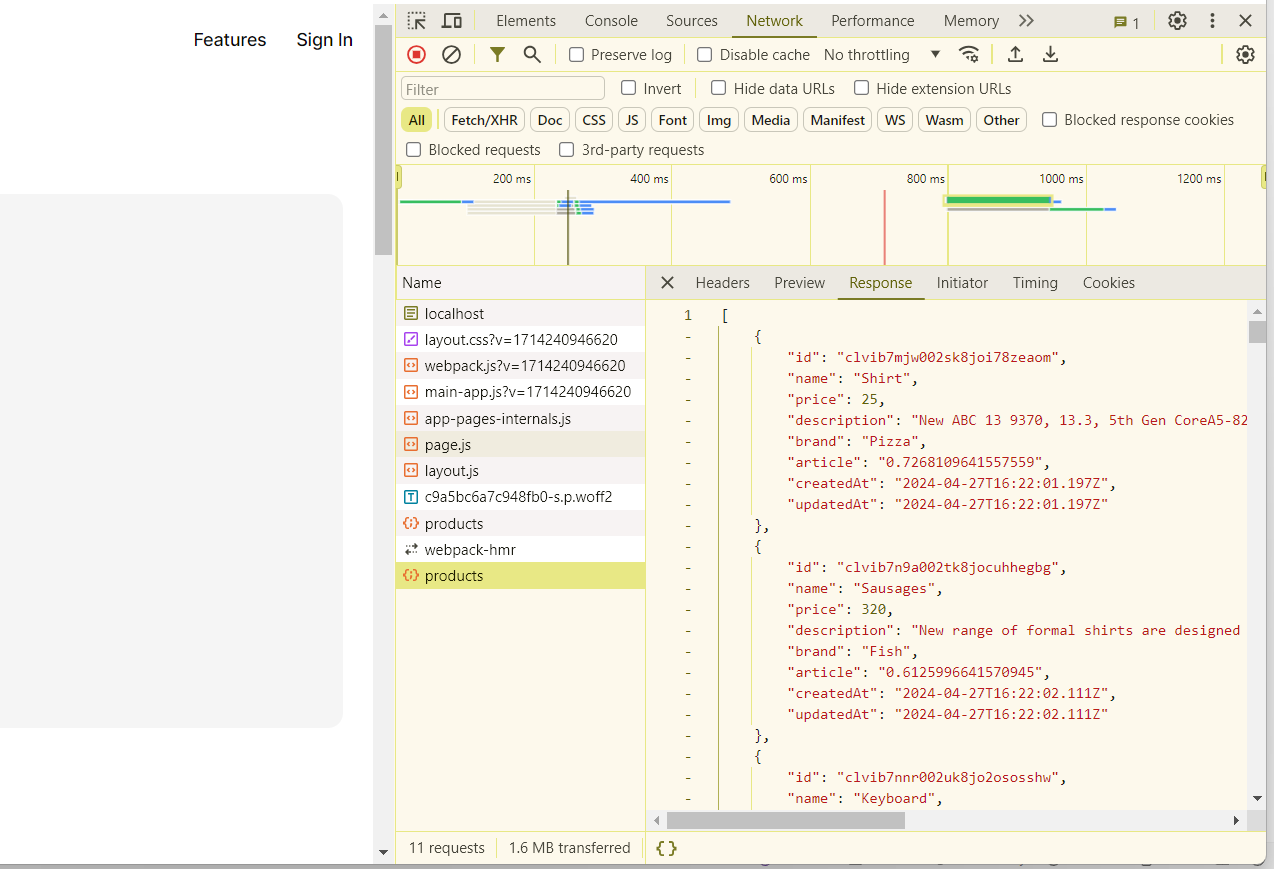 Features Sign In
Elements Console Sources Network Performance Memory 1
Preserve log Disable cache No throttling
Filter Invert Hide data URLs Hide extension URLs
All Fetch/XHR Doc CSS JS Font Img Media Manifest WS Wasm Other Blocked response cookies
Blocked requests 3rd-party requests
200 ms 400 ms 600 ms 800 ms 1000 ms 1200 ms
Name
localhost
layout.css?v=1714240946620
webpack.js?v=1714240946620
main-app.js?v=1714240946620
app-pages-internals.js
page.js
layout.js
c9a5bc6a7c948fb0-s.p.woff2
products
webpack-hmr
products
11 requests 1.6 MB transferred
Headers Preview Response Initiator Timing Cookies
1 [
- {
- "id": "clvib7mjw002sk8joi78zeaom",
- "name": "Shirt",
- "price": 25,
- "description": "New ABC 13 9370, 13.3, 5th Gen CoreA5-82
- "brand": "Pizza",
- "article": "0.7268109641557559",
- "createdAt": "2024-04-27T16:22:01.197Z",
- "updatedAt": "2024-04-27T16:22:01.197Z"
- },
- {
- "id": "clvib7n9a002tk8jocuhhegbg",
- "name": "Sausages",
- "price": 320,
- "description": "New range of formal shirts are designed
- "brand": "Fish",
- "article": "0.6125996641570945",
- "createdAt": "2024-04-27T16:22:02.111Z",
- "updatedAt": "2024-04-27T16:22:02.111Z"
- },
- {
- "id": "clvib7nnr002uk8jo2ososshw",
- "name": "Keyboard",
{ }